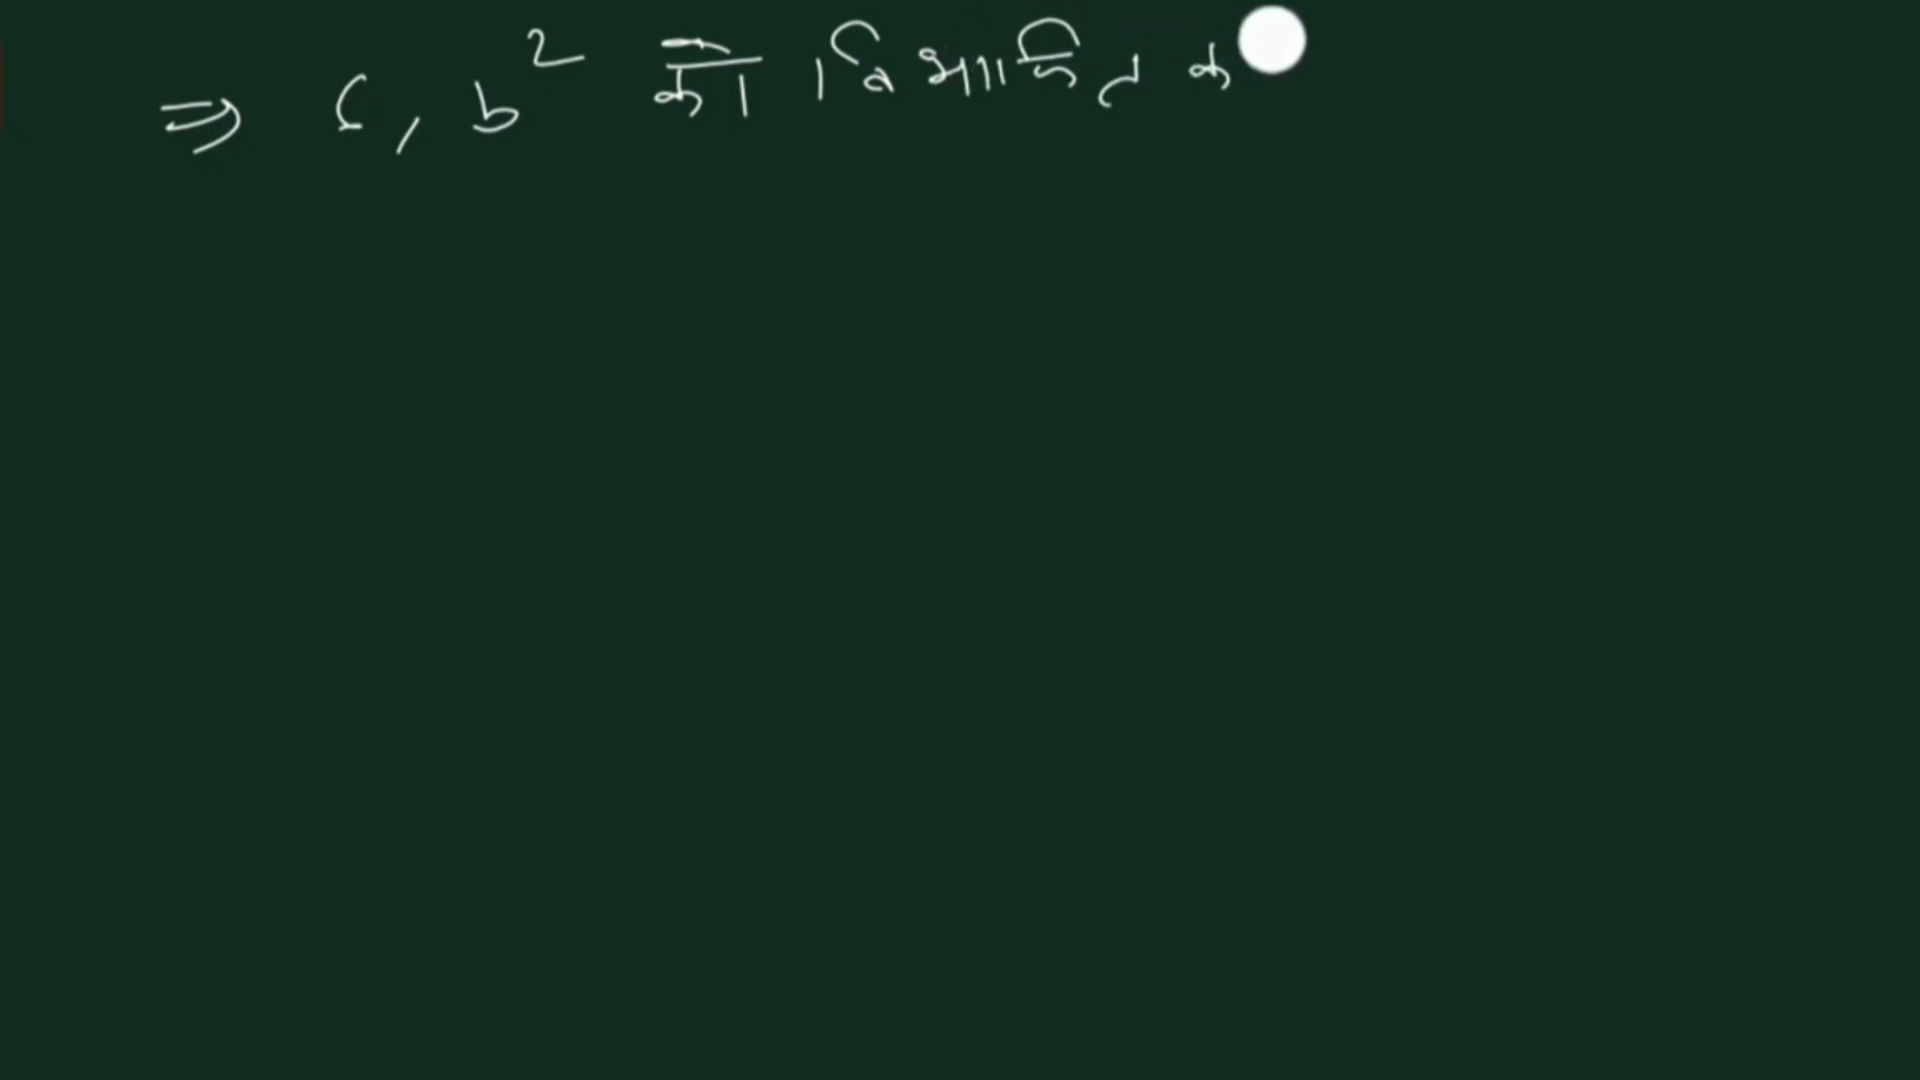 ⇒ c, b² को विभाजित क